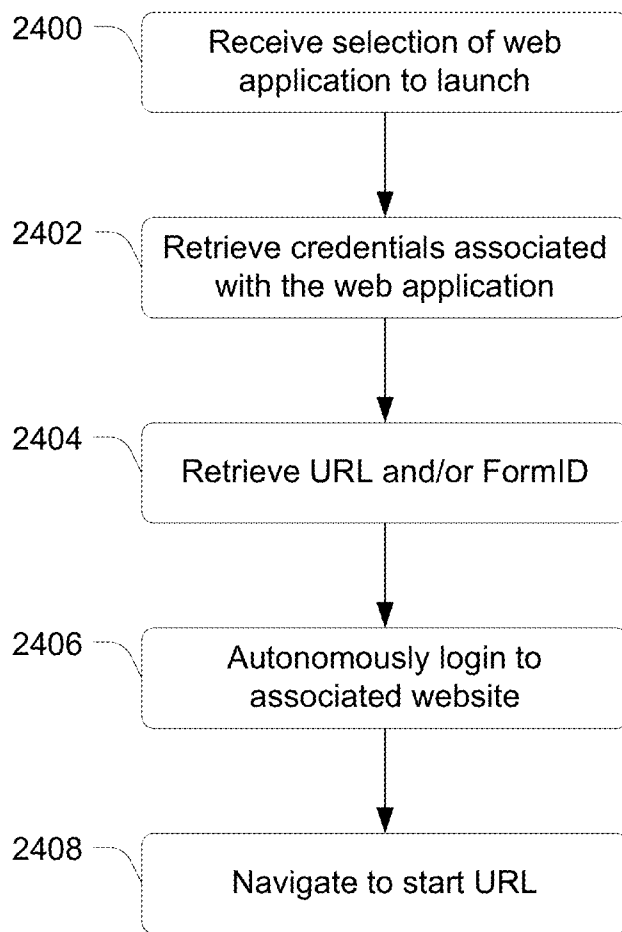 2400
Receive selection of web
application to launch
2402
Retrieve credentials associated
with the web application
2404
Retrieve URL and/or FormID
2406
Autonomously login to
associated website
2408
Navigate to start URL